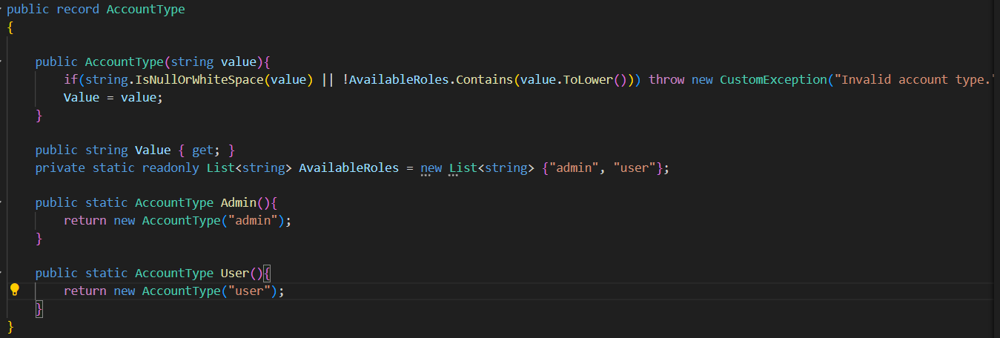 public record AccountType
{
public AccountType(string value){
if(string.IsNullOrWhiteSpace(value) || !AvailableRoles.Contains(value.ToLower())) throw new CustomException("Invalid account type.
Value = value;
}
public string Value { get; }
private static readonly List<string> AvailableRoles = new List<string> {"admin", "user"};
public static AccountType Admin(){
return new AccountType("admin");
}
public static AccountType User(){
return new AccountType("user");
}
}